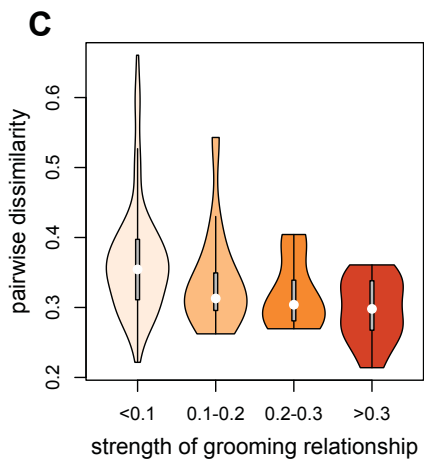 C
pairwise dissimilarity
0.6
0.5
0.4
0.3
0.2
<0.1 0.1-0.2 0.2-0.3 >0.3
strength of grooming relationship